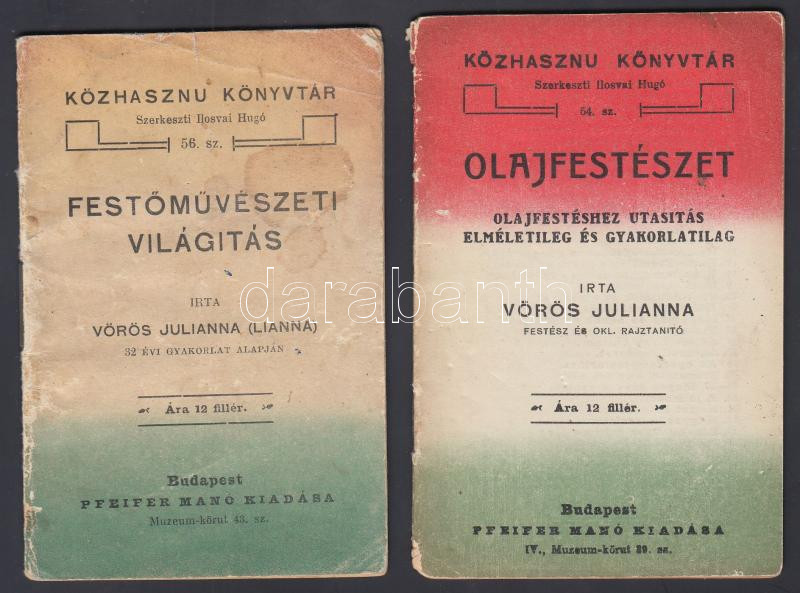 KÖZHASZNU KÖNYVTÁR
Szerkeszti Ilosvai Hugó
56. sz.
FESTŐMŰVÉSZETI
VILÁGITÁS
IRTA
VÖRÖS JULIANNA (LIANNA)
32 ÉVI GYAKORLAT ALAPJÁN
Ára 12 fillér.
Budapest
PFEIFER MANÓ KIADÁSA
Muzeum-körut 43. sz.
KÖZHASZNU KÖNYVTÁR
Szerkeszti Ilosvai Hugó
54. sz.
OLAJFESTÉSZET
OLAJFESTÉSHEZ UTASITÁS
ELMÉLETILEG ÉS GYAKORLATILAG
IRTA
VÖRÖS JULIANNA
FESTÉSZ ÉS OKL. RAJZTANITÓ
Ára 12 fillér.
Budapest
PFEIFER MANÓ KIADÁSA
IV., Muzeum-körut 29. sz.
darabanth